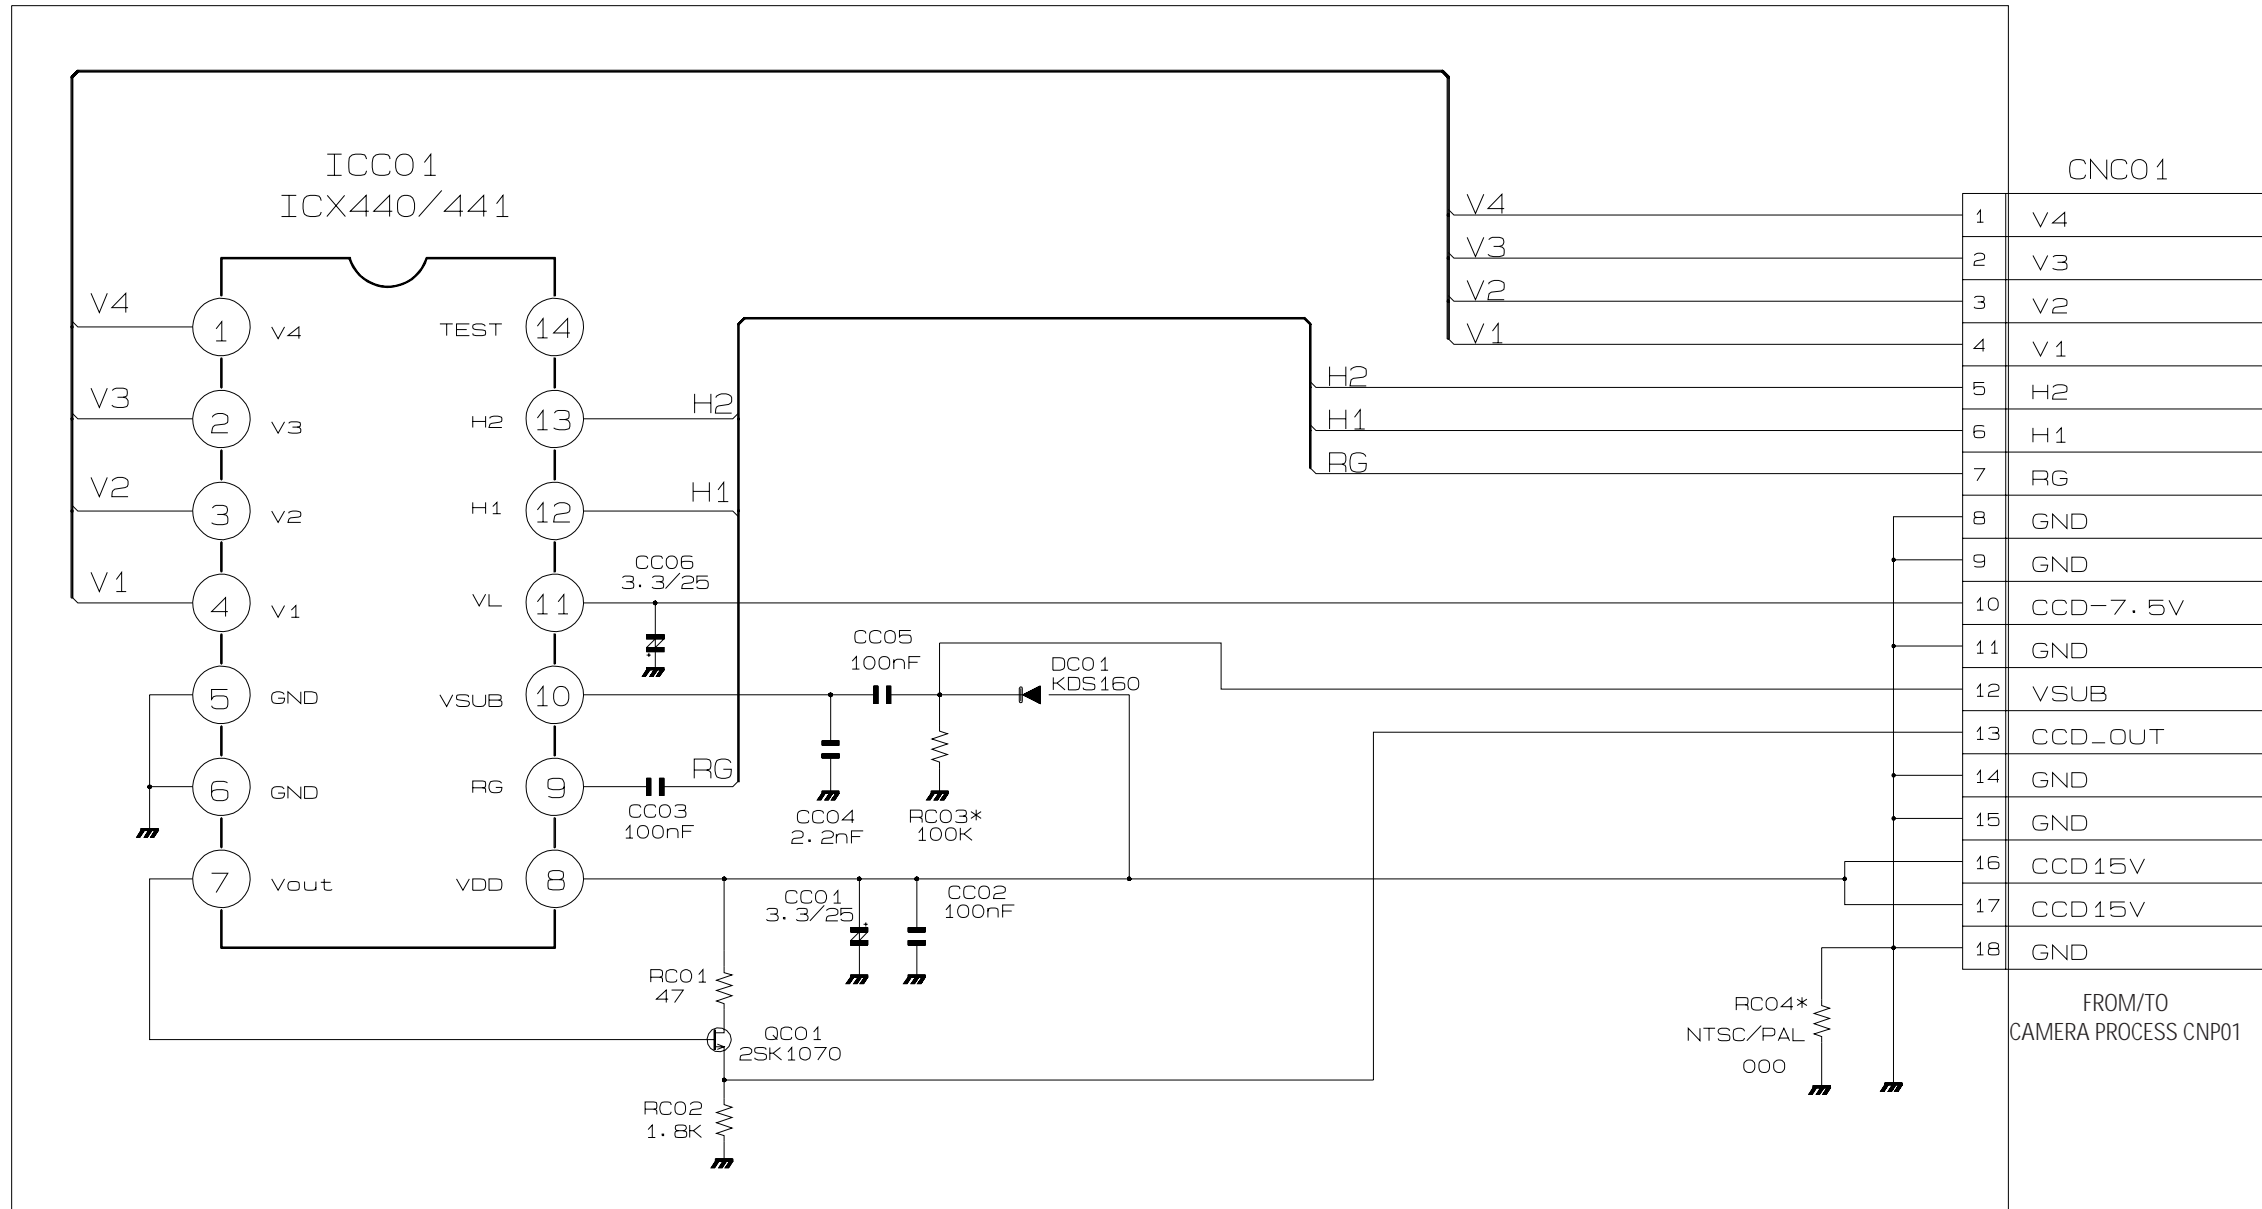 ICC01
ICX440/441
CNC01
V4
V3
V2
V1
H2
H1
RG
1 V4
2 V3
3 V2
4 V1
5 H2
6 H1
7 RG
8 GND
9 GND
10 CCD-7.5V
11 GND
12 VSUB
13 CCD_OUT
14 GND
15 GND
16 CCD15V
17 CCD15V
18 GND
FROM/TO
CAMERA PROCESS CNP01
V4
1 V4
TEST 14
V3
2 V3
H2 13
H2
V2
3 V2
H1 12
H1
V1
4 V1
VL 11
CC06
3.3/25
5 GND
VSUB 10
CC05
100nF
DC01
KDS160
6 GND
RG 9
RG
CC03
100nF
CC04
2.2nF
RC03*
100K
7 Vout
VDD 8
CC01
3.3/25
CC02
100nF
RC01
47
QC01
2SK1070
RC02
1.8K
RC04*
NTSC/PAL
000